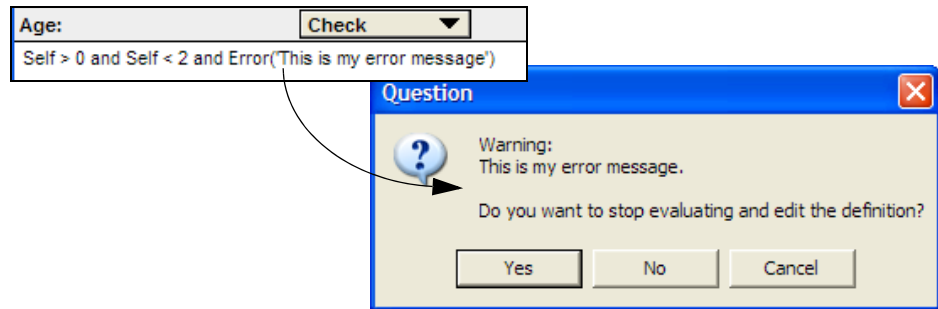 Age:
Check
Self > 0 and Self < 2 and Error('This is my error message')
Question
Warning:
This is my error message.
Do you want to stop evaluating and edit the definition?
Yes
No
Cancel